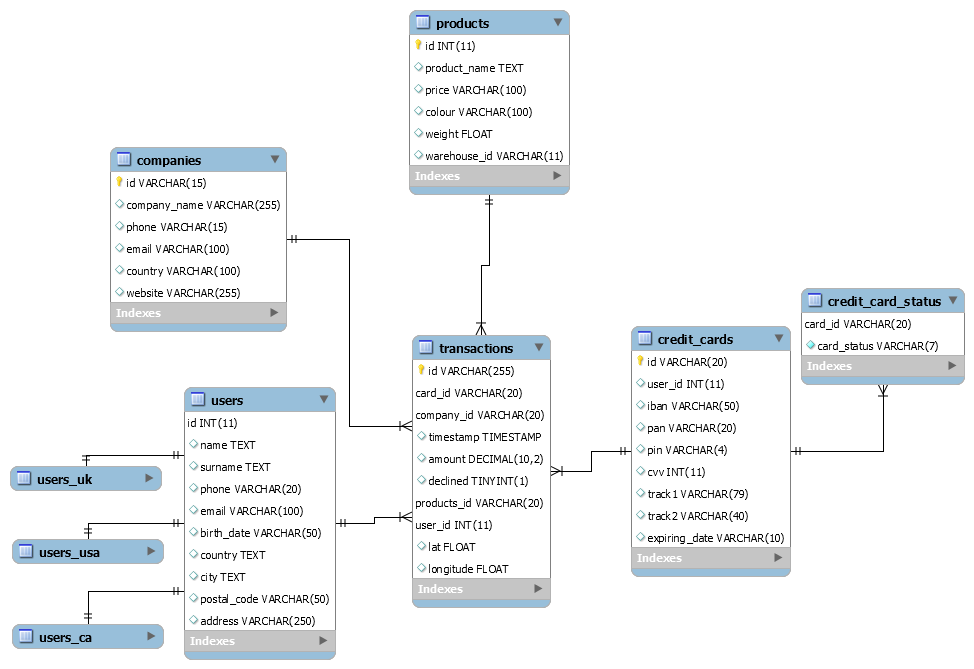 products
id INT(11)
product_name TEXT
price VARCHAR(100)
colour VARCHAR(100)
weight FLOAT
warehouse_id VARCHAR(11)
Indexes
companies
id VARCHAR(15)
company_name VARCHAR(255)
phone VARCHAR(15)
email VARCHAR(100)
country VARCHAR(100)
website VARCHAR(255)
Indexes
credit_card_status
card_id VARCHAR(20)
card_status VARCHAR(7)
Indexes
transactions
id VARCHAR(255)
card_id VARCHAR(20)
company_id VARCHAR(20)
timestamp TIMESTAMP
amount DECIMAL(10,2)
declined TINYINT(1)
products_id VARCHAR(20)
user_id INT(11)
lat FLOAT
longitude FLOAT
Indexes
credit_cards
id VARCHAR(20)
user_id INT(11)
iban VARCHAR(50)
pan VARCHAR(20)
pin VARCHAR(4)
cvv INT(11)
track1 VARCHAR(79)
track2 VARCHAR(40)
expiring_date VARCHAR(10)
Indexes
users
id INT(11)
name TEXT
surname TEXT
phone VARCHAR(20)
email VARCHAR(100)
birth_date VARCHAR(50)
country TEXT
city TEXT
postal_code VARCHAR(50)
address VARCHAR(250)
Indexes
users_uk
users_usa
users_ca